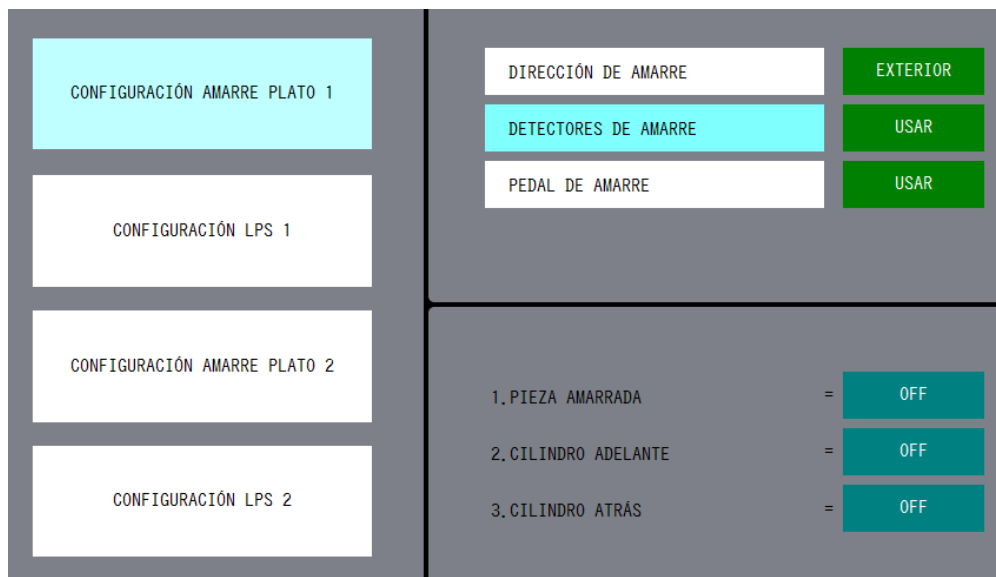 CONFIGURACIÓN AMARRE PLATO 1
CONFIGURACIÓN LPS 1
CONFIGURACIÓN AMARRE PLATO 2
CONFIGURACIÓN LPS 2
DIRECCIÓN DE AMARRE EXTERIOR
DETECTORES DE AMARRE USAR
PEDAL DE AMARRE USAR
1.PIEZA AMARRADA = OFF
2.CILINDRO ADELANTE = OFF
3.CILINDRO ATRÁS = OFF